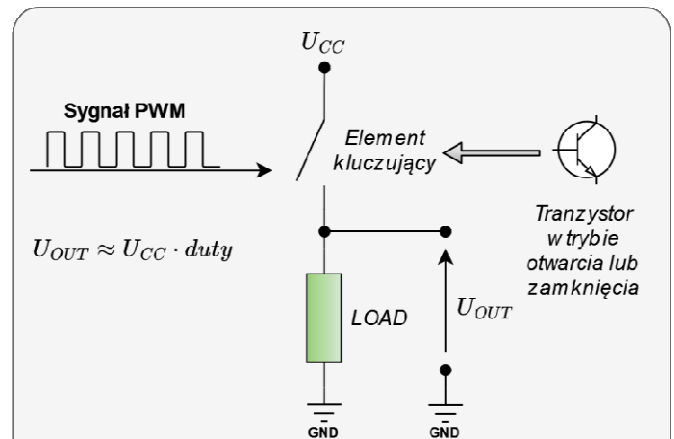 U_CC
Sygnał PWM
Element
kluczujący
U_OUT ≈ U_CC · duty
Tranzystor
w trybie
otwarcia lub
zamknięcia
LOAD
U_OUT
GND
GND